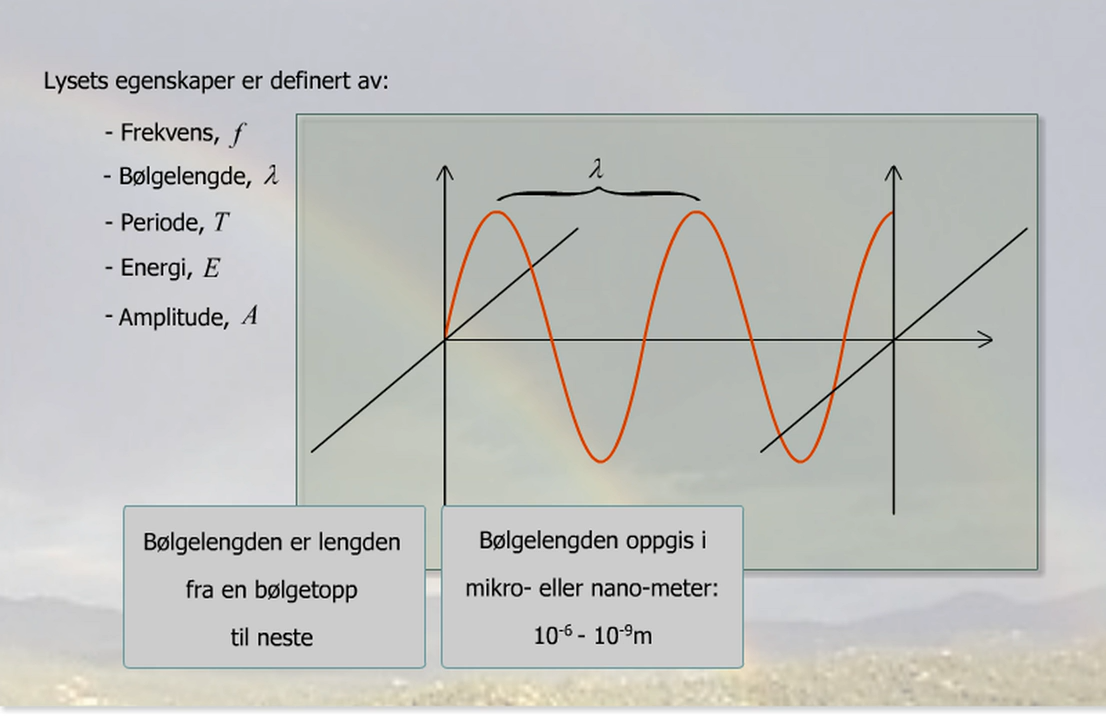 Lysets egenskaper er definert av:
- Frekvens, f
- Bølgelengde, λ
- Periode, T
- Energi, E
- Amplitude, A
λ
Bølgelengden er lengden
fra en bølgetopp
til neste
Bølgelengden oppgis i
mikro- eller nano-meter:
10⁻⁶ - 10⁻⁹m